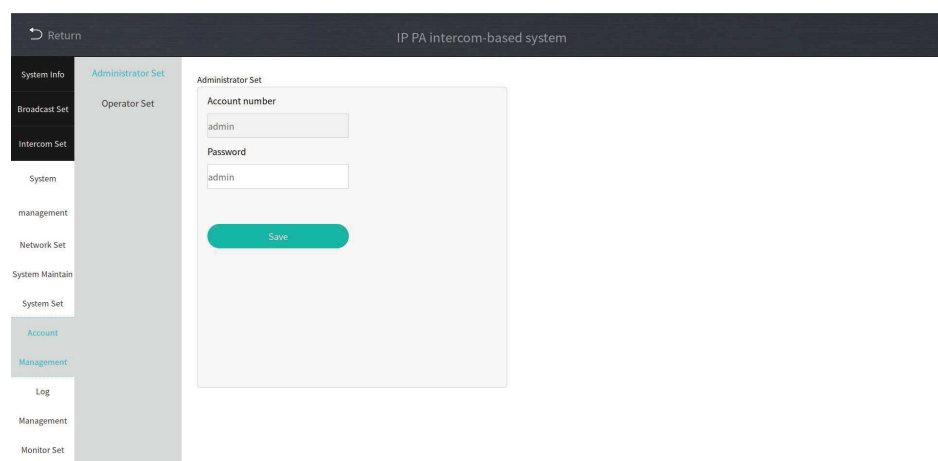 Return
IP PA intercom-based system
System Info
Broadcast Set
Intercom Set
System
management
Network Set
System Maintain
System Set
Account
Management
Log
Management
Monitor Set
Administrator Set
Operator Set
Administrator Set
Account number
admin
Password
admin
Save